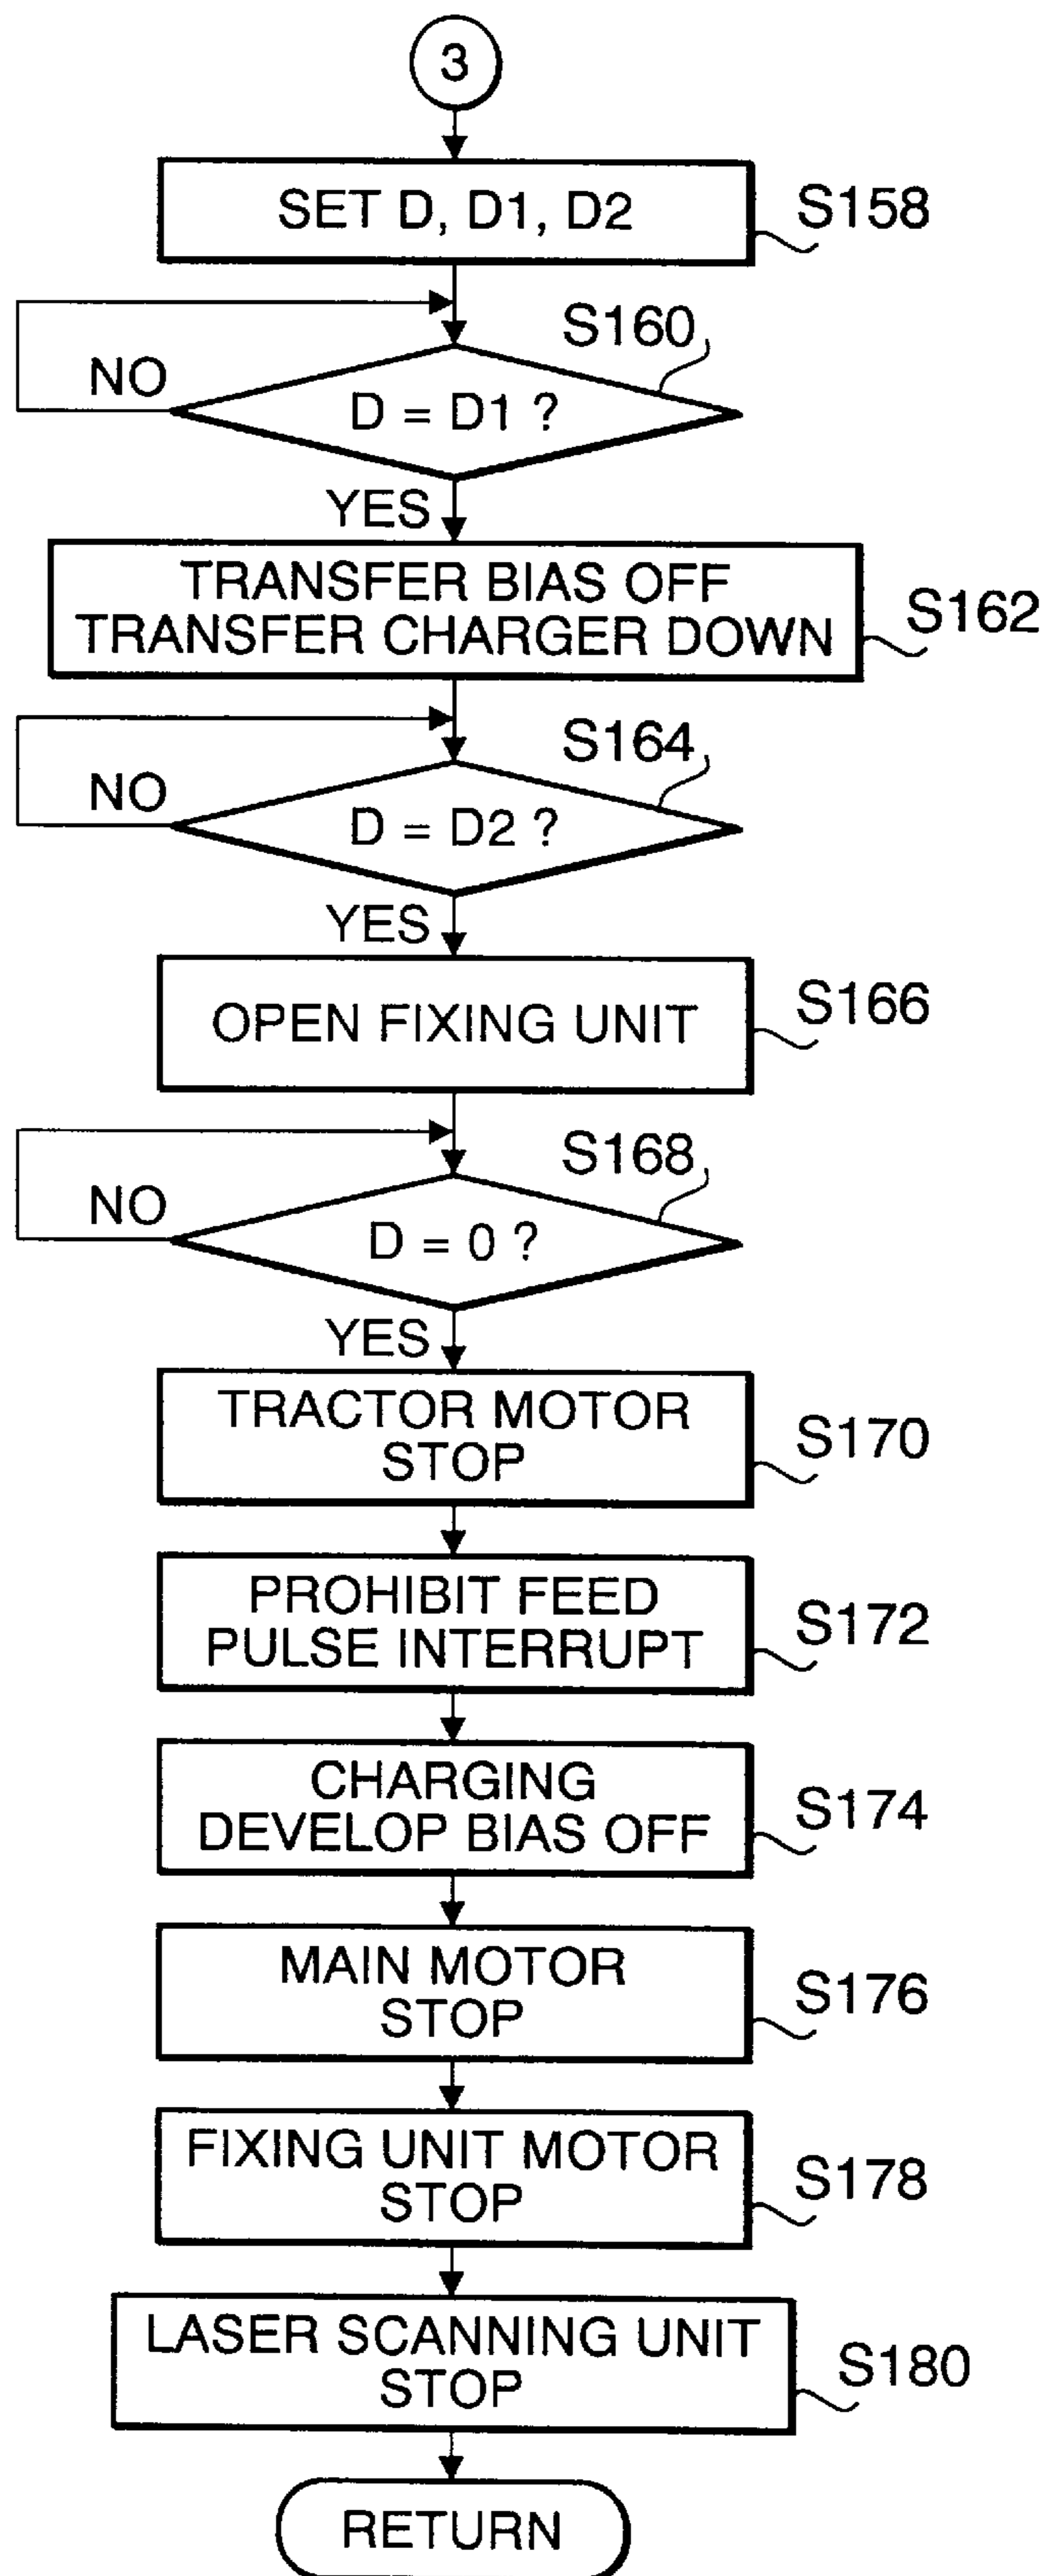 3
SET D, D1, D2
S158
S160
NO
D = D1 ?
YES
TRANSFER BIAS OFF
TRANSFER CHARGER DOWN
S162
S164
NO
D = D2 ?
YES
OPEN FIXING UNIT
S166
S168
NO
D = 0 ?
YES
TRACTOR MOTOR
STOP
S170
PROHIBIT FEED
PULSE INTERRUPT
S172
CHARGING
DEVELOP BIAS OFF
S174
MAIN MOTOR
STOP
S176
FIXING UNIT MOTOR
STOP
S178
LASER SCANNING UNIT
STOP
S180
RETURN